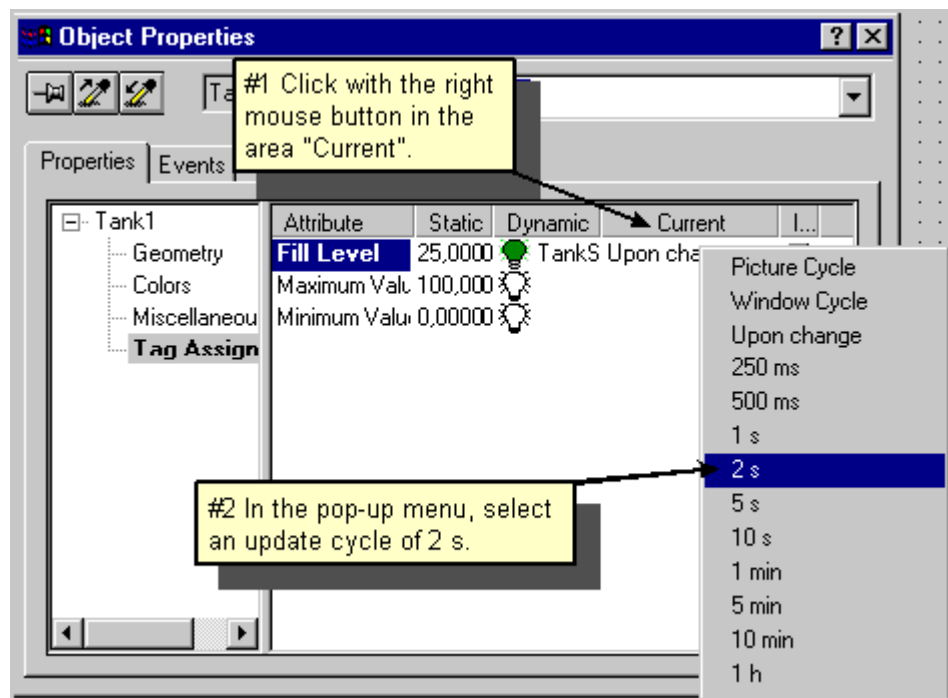 Object Properties
Ta
#1 Click with the right
mouse button in the
area "Current".
Properties Events
Tank1
Geometry
Colors
Miscellaneou
Tag Assign
Attribute Static Dynamic Current I...
Fill Level 25,0000 TankS Upon cha
Maximum Valu 100,000
Minimum Valu 0,00000
Picture Cycle
Window Cycle
Upon change
250 ms
500 ms
1 s
2 s
5 s
10 s
1 min
5 min
10 min
1 h
#2 In the pop-up menu, select
an update cycle of 2 s.